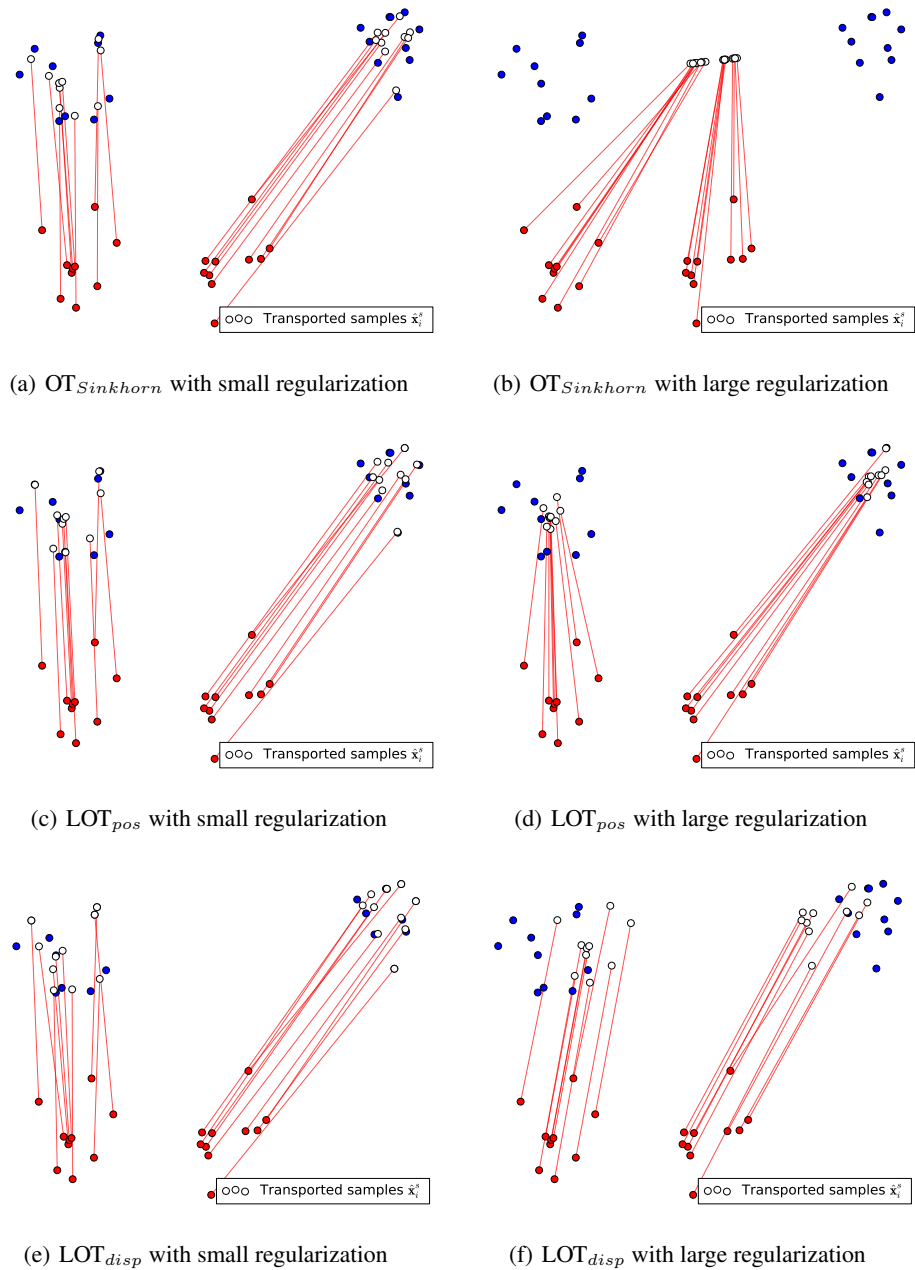 Transported samples x̂ᵢˢ
Transported samples x̂ᵢˢ
(a) OT_Sinkhorn with small regularization
(b) OT_Sinkhorn with large regularization
Transported samples x̂ᵢˢ
Transported samples x̂ᵢˢ
(c) LOT_pos with small regularization
(d) LOT_pos with large regularization
Transported samples x̂ᵢˢ
Transported samples x̂ᵢˢ
(e) LOT_disp with small regularization
(f) LOT_disp with large regularization